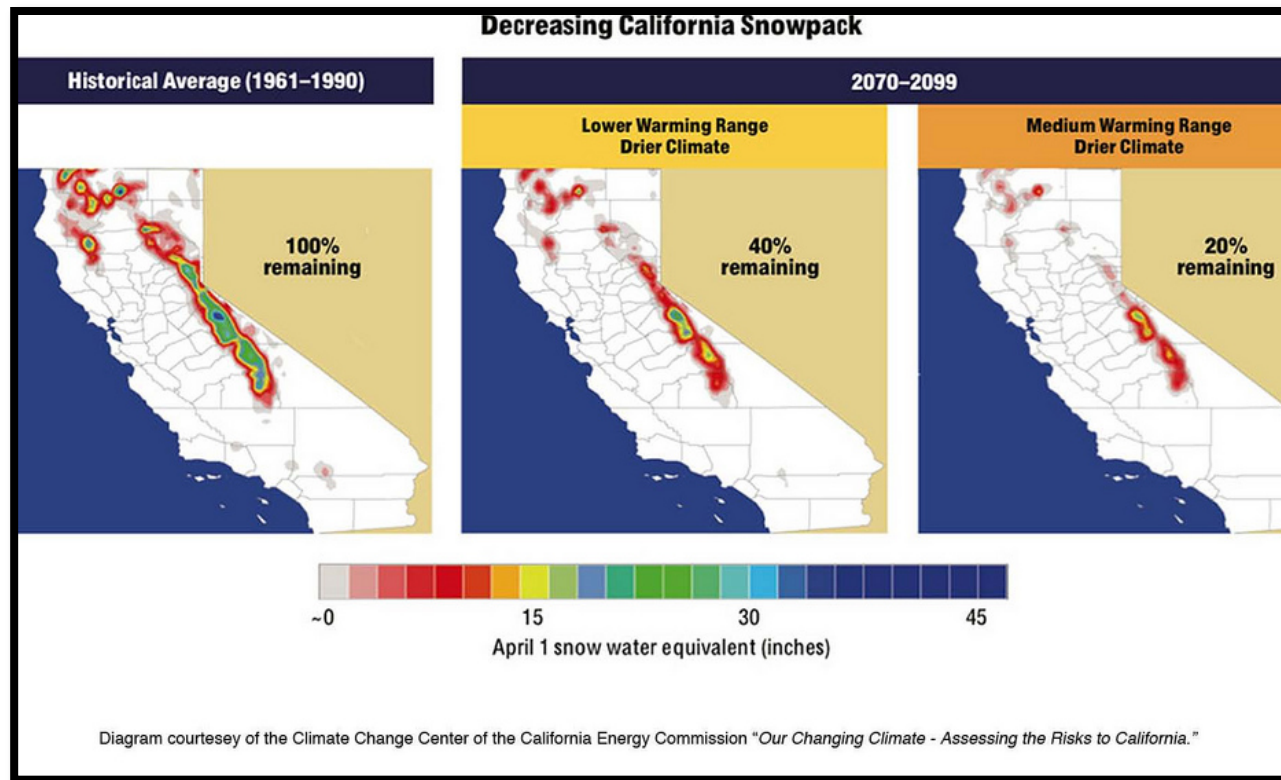 Decreasing California Snowpack
Historical Average (1961–1990)
2070–2099
Lower Warming Range
Drier Climate
Medium Warming Range
Drier Climate
100%
remaining
40%
remaining
20%
remaining
~0 15 30 45
April 1 snow water equivalent (inches)
Diagram courtesey of the Climate Change Center of the California Energy Commission “Our Changing Climate - Assessing the Risks to California.”